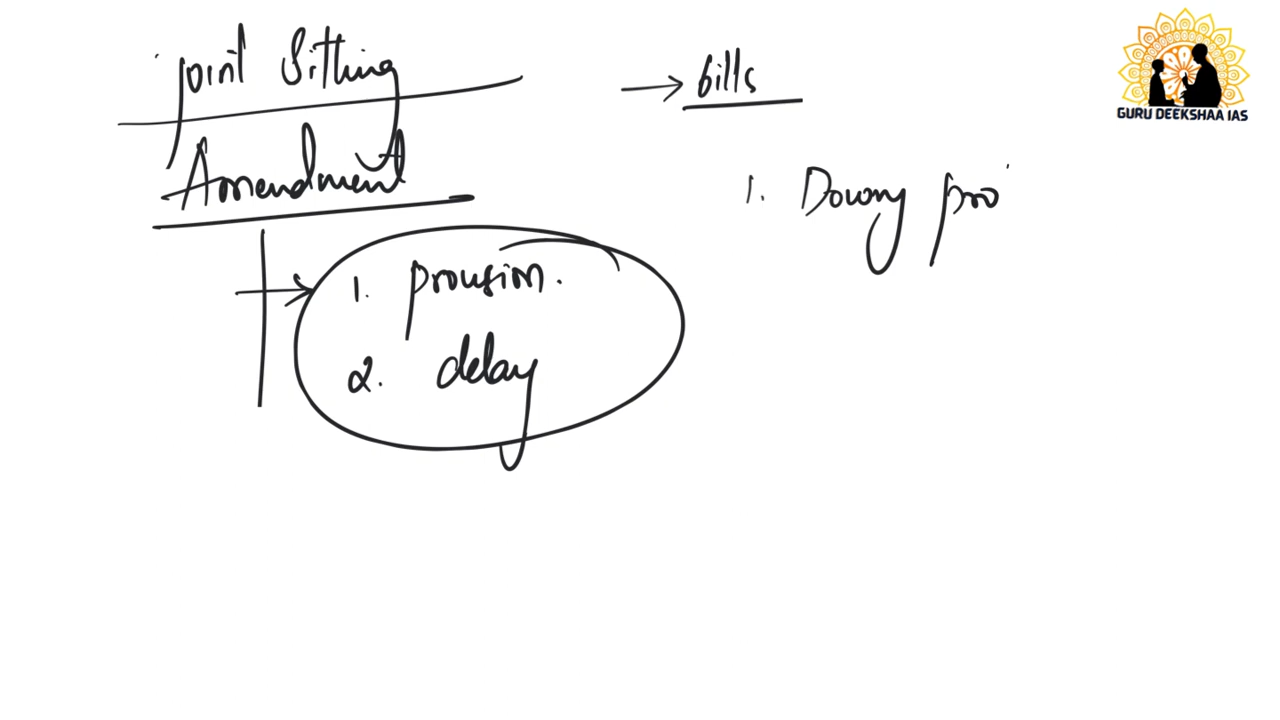 joint Sitting
Amendment
1. provision.
2. delay
→ bills
1. Dowry pro
GURU DEEKSHAA IAS